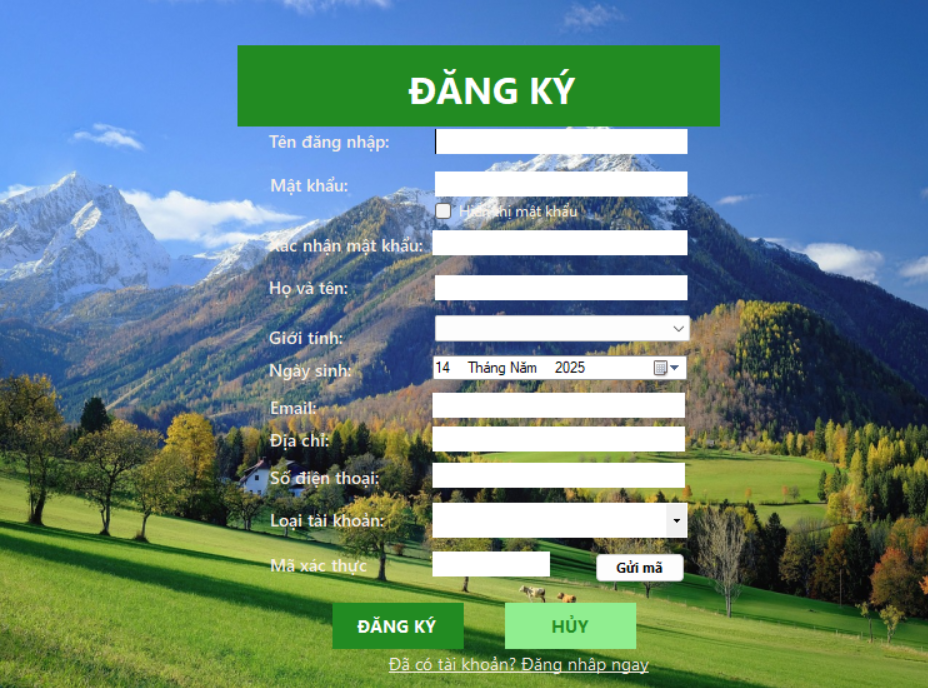 ĐĂNG KÝ
Tên đăng nhập:
Mật khẩu:
Hiển thị mật khẩu
Xác nhận mật khẩu:
Họ và tên:
Giới tính:
Ngày sinh: 14 Tháng Năm 2025
Email:
Địa chỉ:
Số điện thoại:
Loại tài khoản:
Mã xác thực Gửi mã
ĐĂNG KÝ HỦY
Đã có tài khoản? Đăng nhập ngay